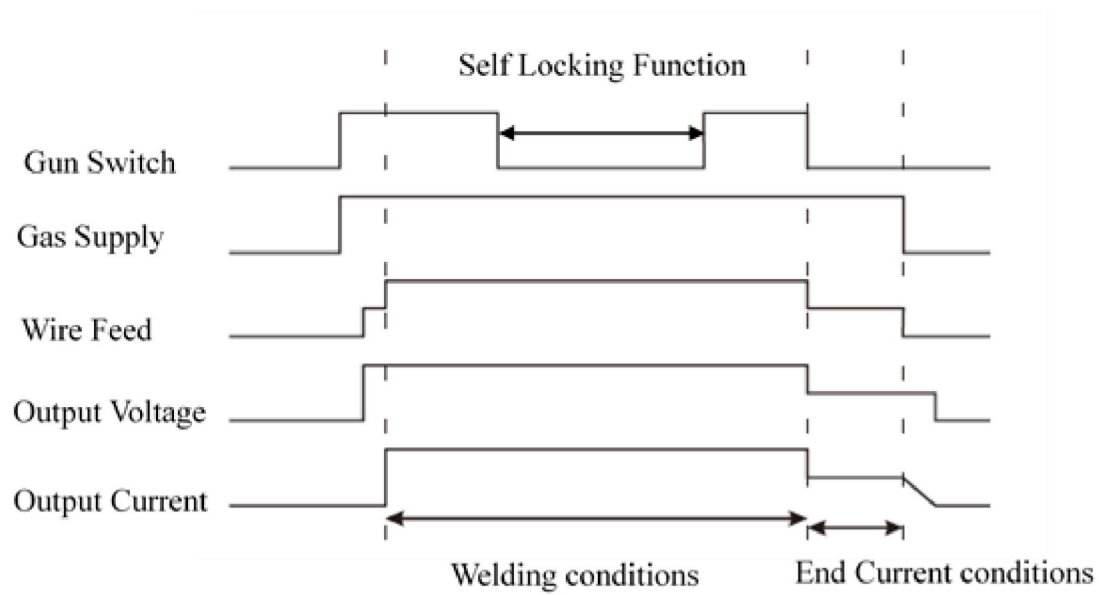 Self Locking Function
Gun Switch
Gas Supply
Wire Feed
Output Voltage
Output Current
Welding conditions
End Current conditions